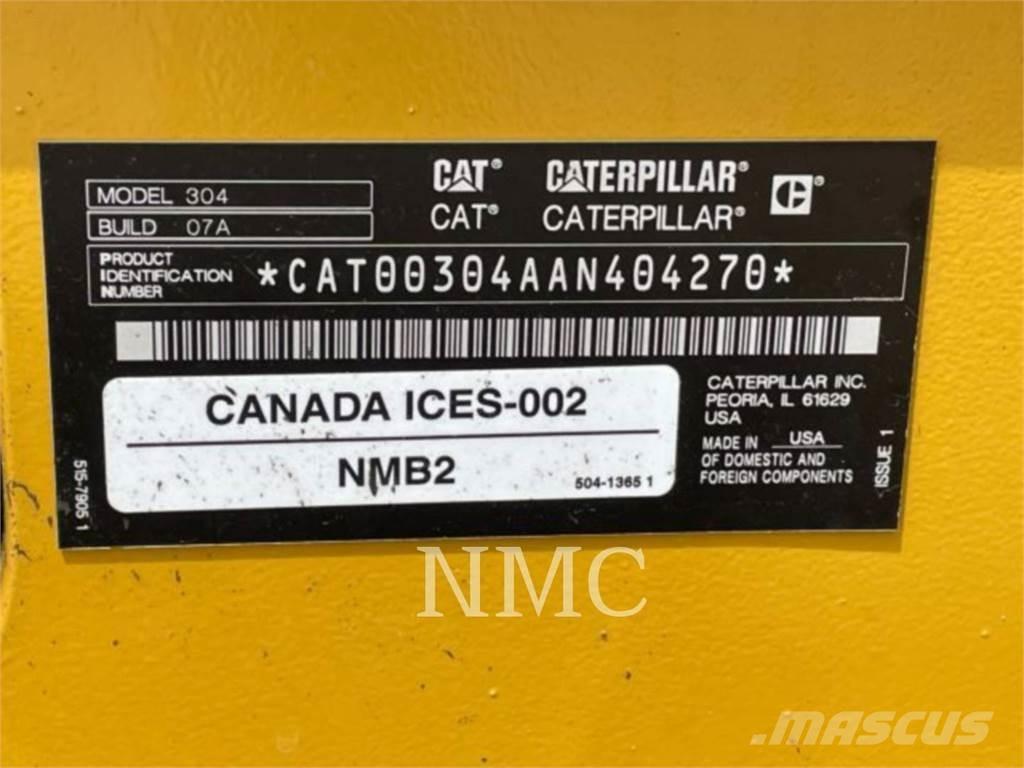 CAT® CATERPILLAR®
CAT® CATERPILLAR®
C®
MODEL 304
BUILD 07A
PRODUCT
IDENTIFICATION
NUMBER
*CAT00304AAN404270*
CANADA ICES-002
NMB2
504-1365 1
CATERPILLAR INC.
PEORIA, IL 61629
USA
MADE IN USA
OF DOMESTIC AND
FOREIGN COMPONENTS
ISSUE 1
515-7905 1
NMC
MASCUS